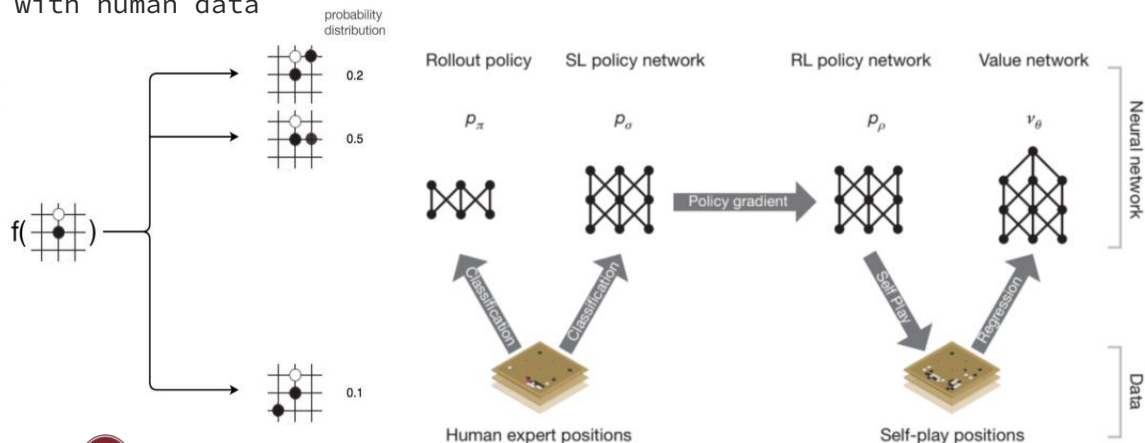 with human data
probability
distribution
0.2
0.5
f( )
0.1
Rollout policy
SL policy network
RL policy network
Value network
pπ
pσ
pρ
νθ
Policy gradient
Classification
Classification
Self Play
Regression
Human expert positions
Self-play positions
Neural network
Data